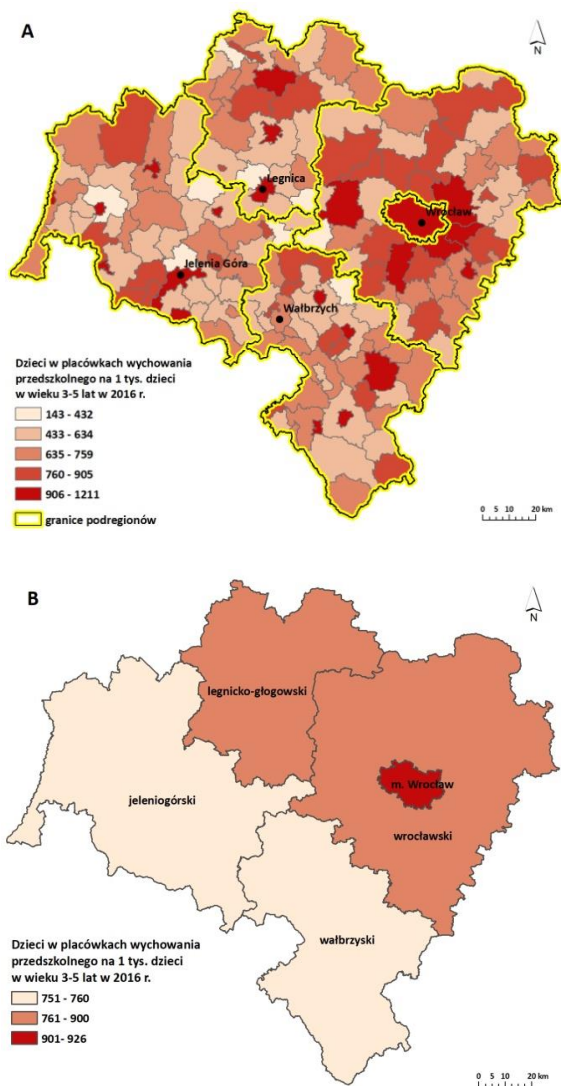 A
N
Legnica
Wrocław
Jelenia Góra
Wałbrzych
Dzieci w placówkach wychowania
przedszkolnego na 1 tys. dzieci
w wieku 3-5 lat w 2016 r.
143 - 432
433 - 634
635 - 759
760 - 905
906 - 1211
granice podregionów
0 5 10 20 km
B
N
legnicko-głogowski
m. Wrocław
jeleniogórski
wrocławski
wałbrzyski
Dzieci w placówkach wychowania
przedszkolnego na 1 tys. dzieci
w wieku 3-5 lat w 2016 r.
751 - 760
761 - 900
901- 926
0 5 10 20 km